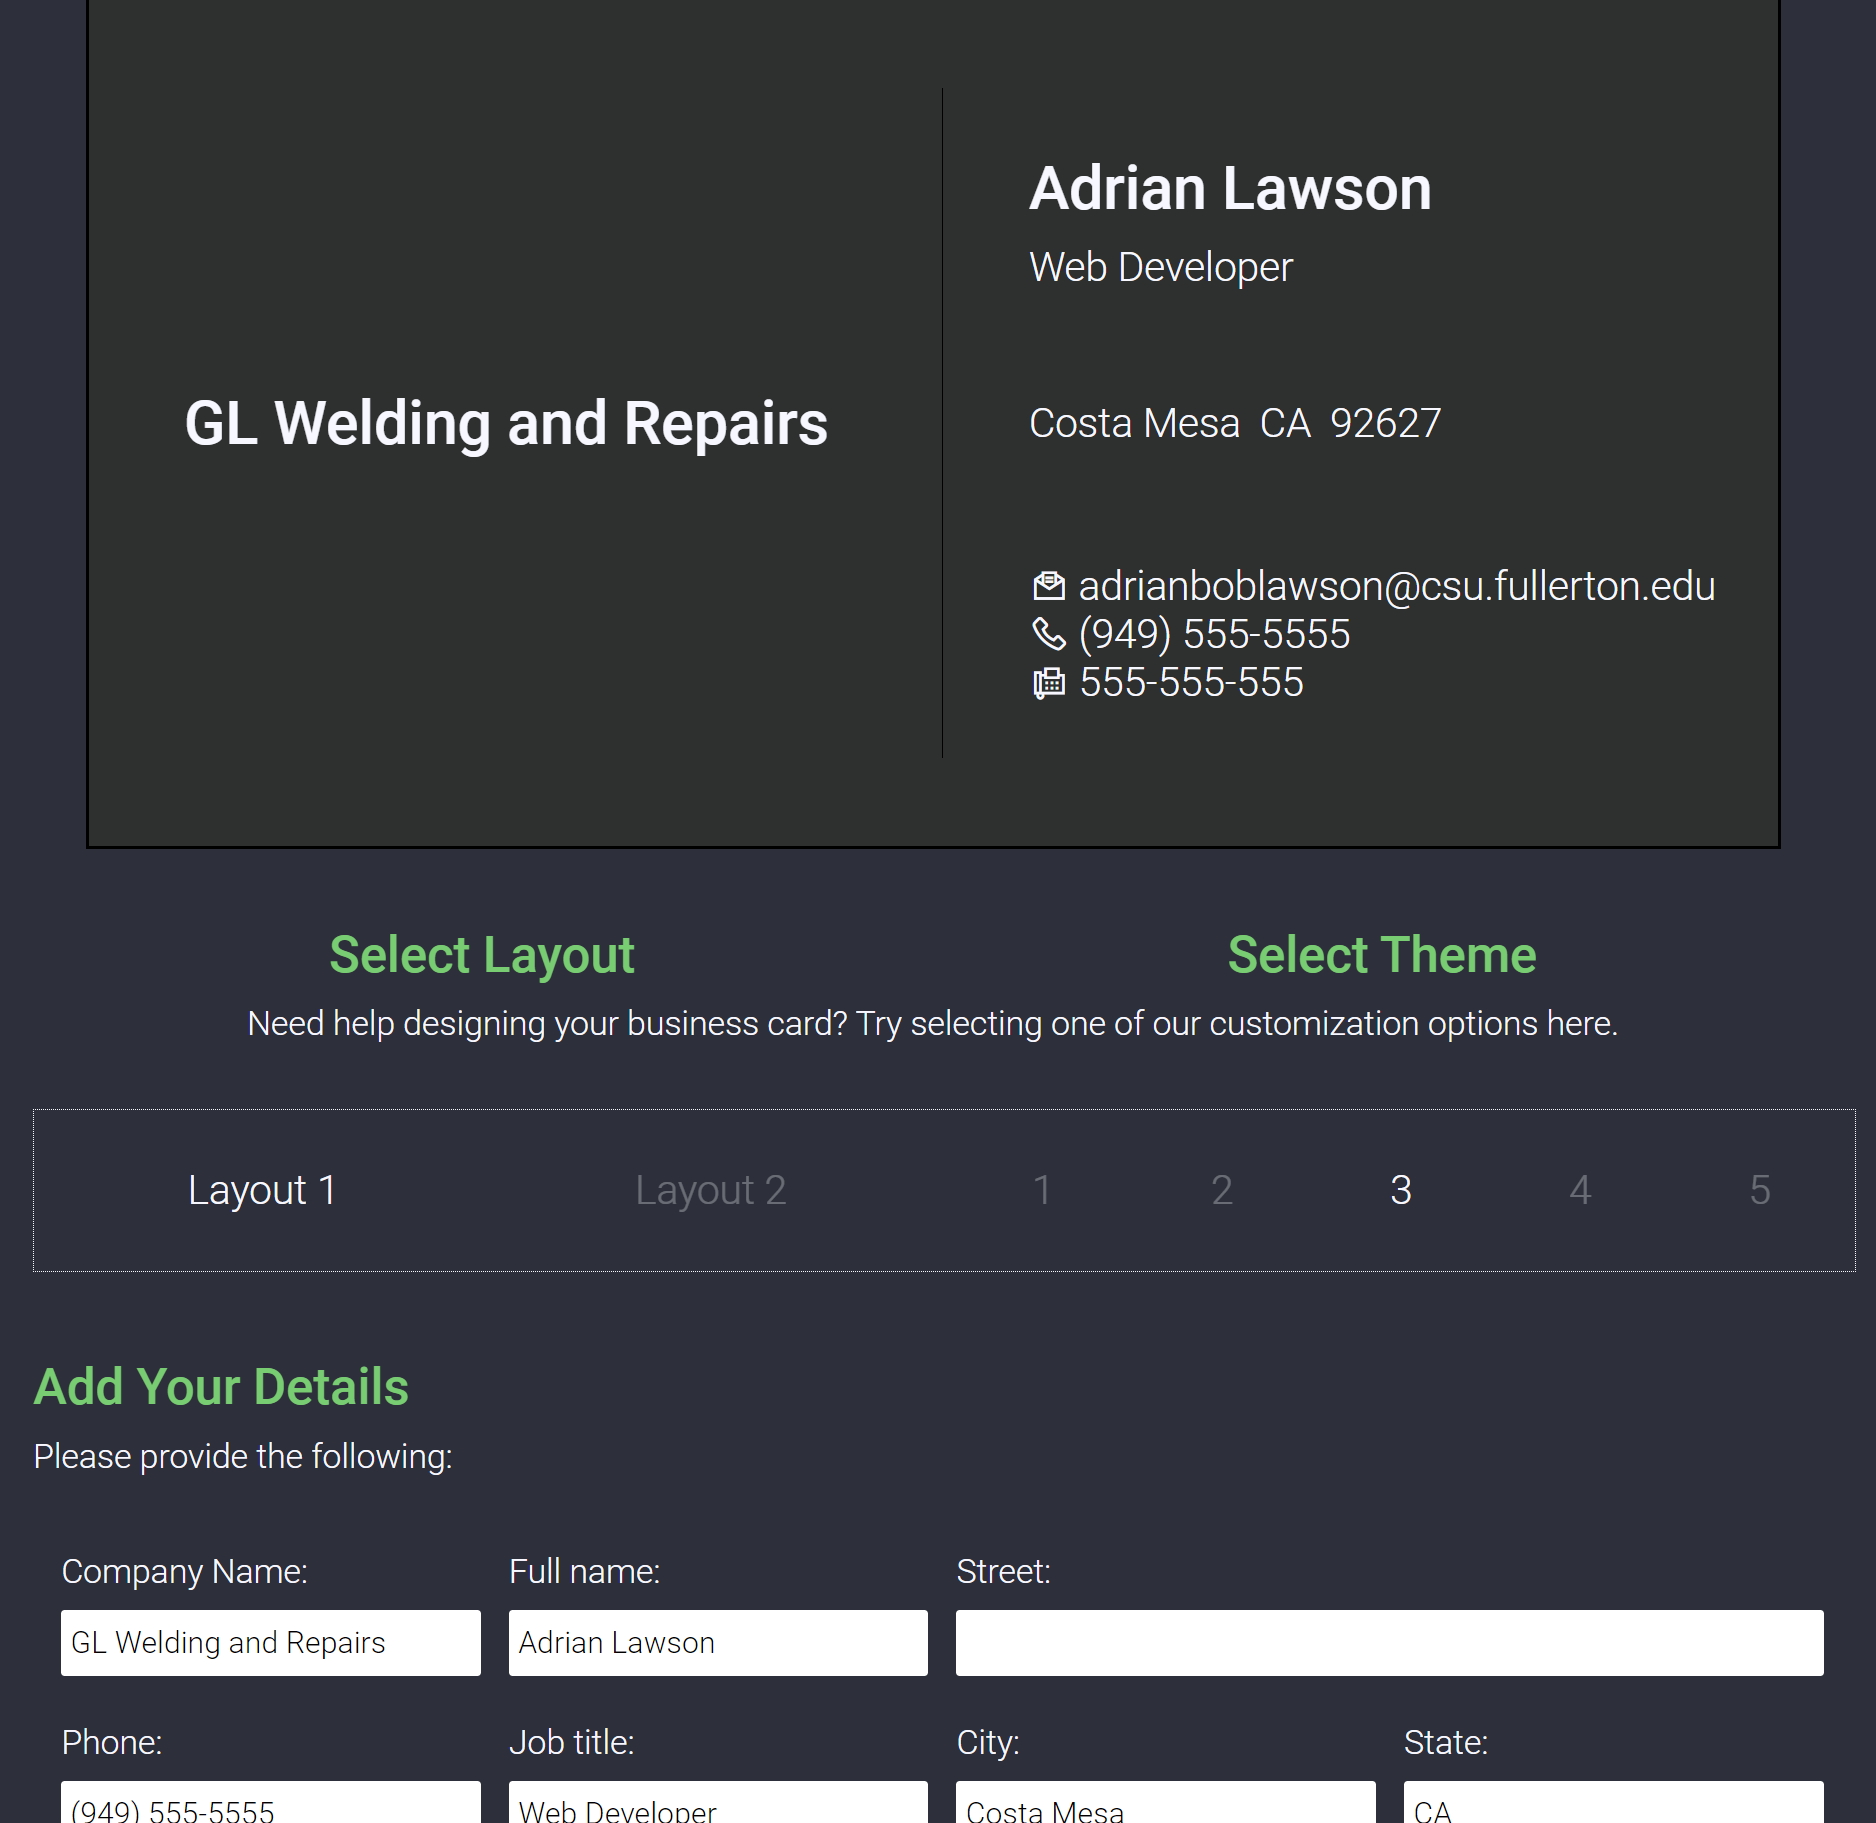 GL Welding and Repairs
Adrian Lawson
Web Developer
Costa Mesa CA 92627
adrianboblawson@csu.fullerton.edu
(949) 555-5555
555-555-555
Select Layout
Select Theme
Need help designing your business card? Try selecting one of our customization options here.
Layout 1
Layout 2
1
2
3
4
5
Add Your Details
Please provide the following:
Company Name:
Full name:
Street:
GL Welding and Repairs
Adrian Lawson
Phone:
Job title:
City:
State:
(949) 555-5555
Web Developer
Costa Mesa
CA